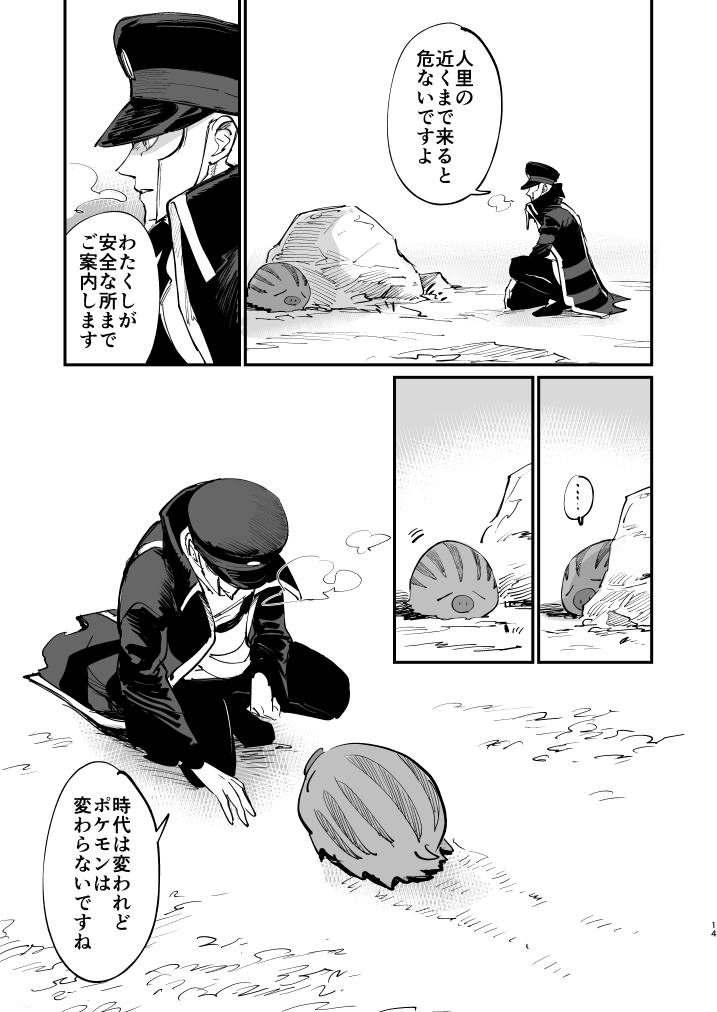 人里の
近くまで来ると
危ないですよ
わたくしが
安全な所まで
ご案内します
……
時代は変われど
ポケモンは
変わらないですね
14